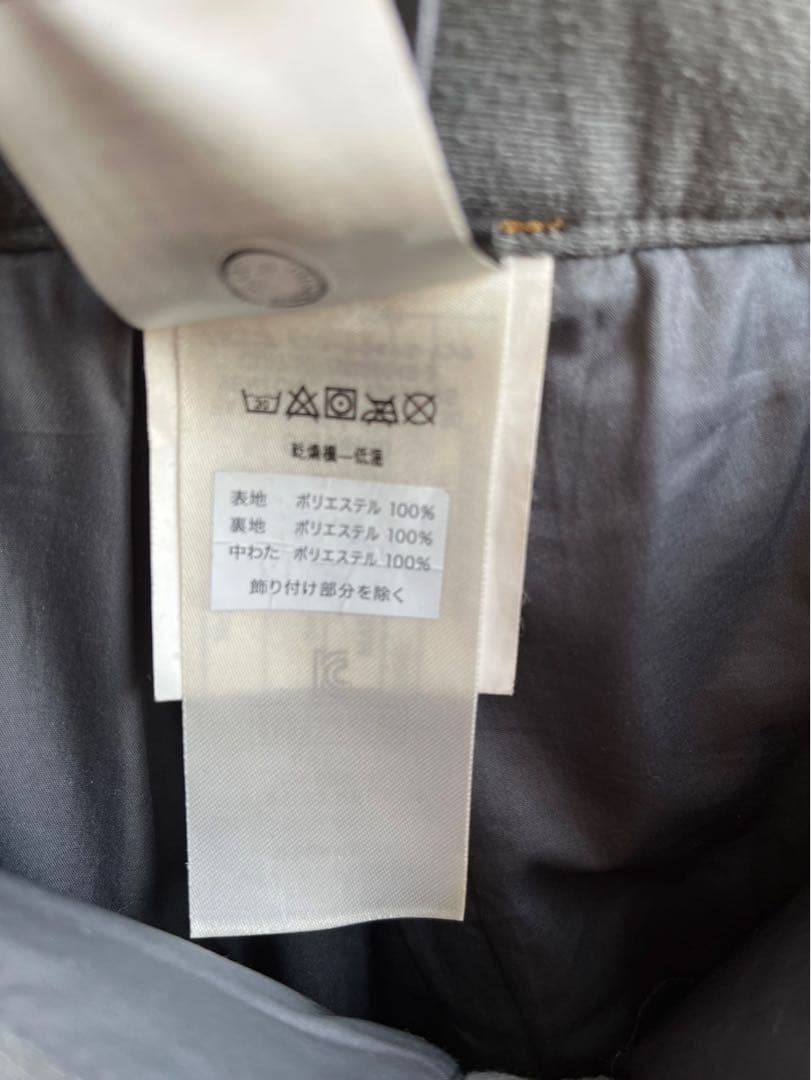 20
乾燥機—低温
表地 ポリエステル 100%
裏地 ポリエステル 100%
中わた ポリエステル 100%
飾り付け部分を除く